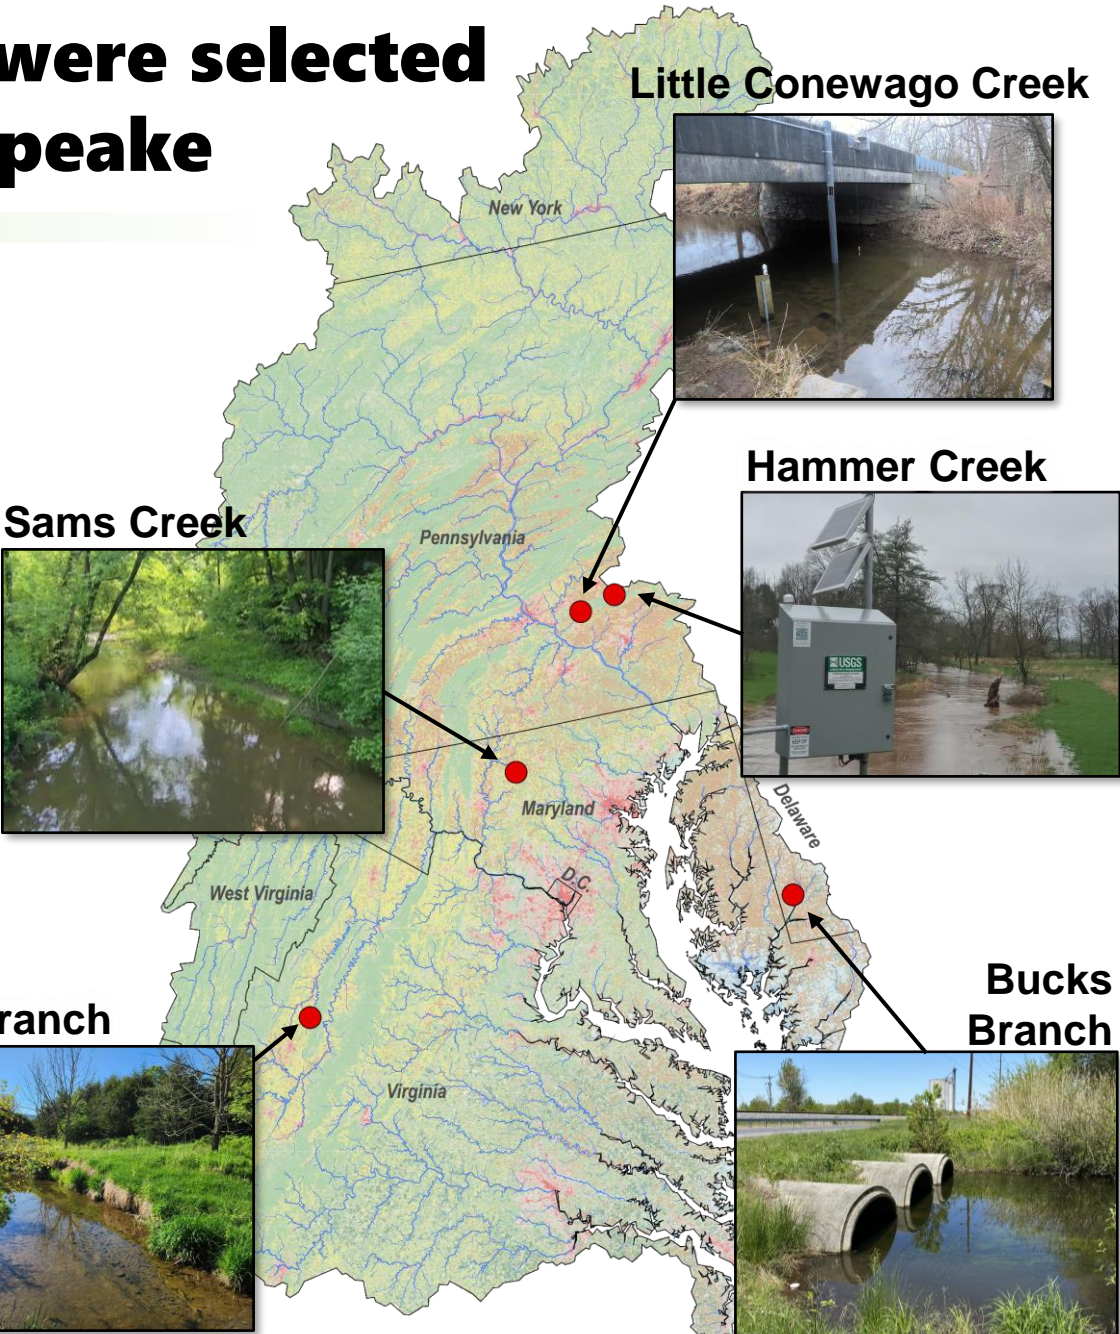 were selected
peake
Little Conewago Creek
New York
Hammer Creek
Sams Creek
Pennsylvania
USGS
Maryland
Delaware
D.C.
West Virginia
Bucks
Branch
ranch
Virginia